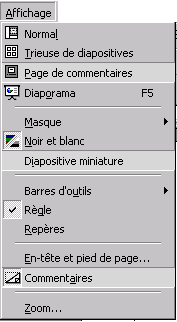 Affichage
Normal
Trieuse de diapositives
Page de commentaires
Diaporama F5
Masque
Noir et blanc
Diapositive miniature
Barres d'outils
Règle
Repères
En-tête et pied de page...
Commentaires
Zoom...